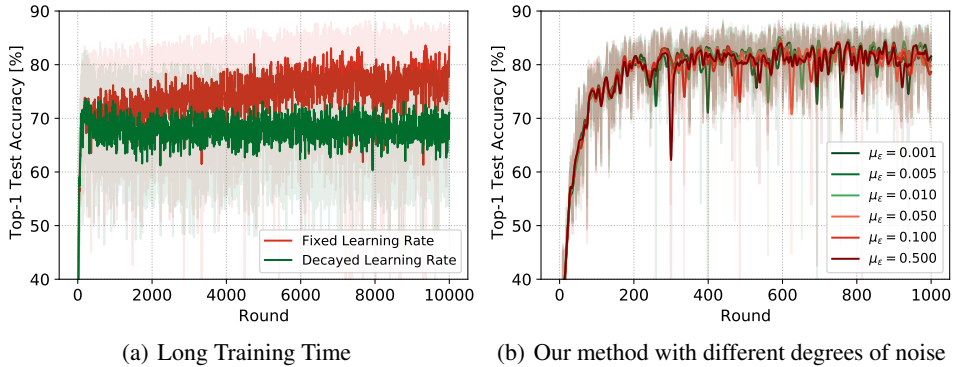 90
80
70
60
50
40
Top-1 Test Accuracy [%]
0 2000 4000 6000 8000 10000
Round
Fixed Learning Rate
Decayed Learning Rate
(a) Long Training Time
90
80
70
60
50
40
Top-1 Test Accuracy [%]
0 200 400 600 800 1000
Round
με = 0.001
με = 0.005
με = 0.010
με = 0.050
με = 0.100
με = 0.500
(b) Our method with different degrees of noise